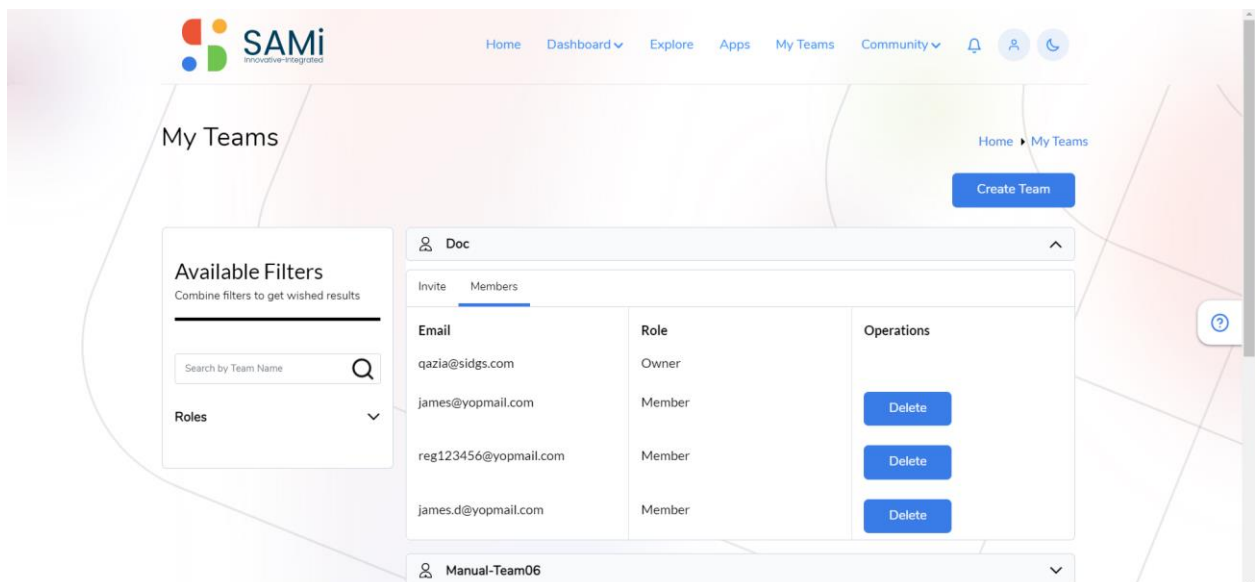 SAMi
Innovative-Integrated
Home Dashboard Explore Apps My Teams Community
My Teams
Home My Teams
Create Team
Available Filters
Combine filters to get wished results
Search by Team Name
Roles
Doc
Invite Members
Email Role Operations
qazia@sidgs.com Owner
james@yopmail.com Member Delete
reg123456@yopmail.com Member Delete
james.d@yopmail.com Member Delete
Manual-Team06